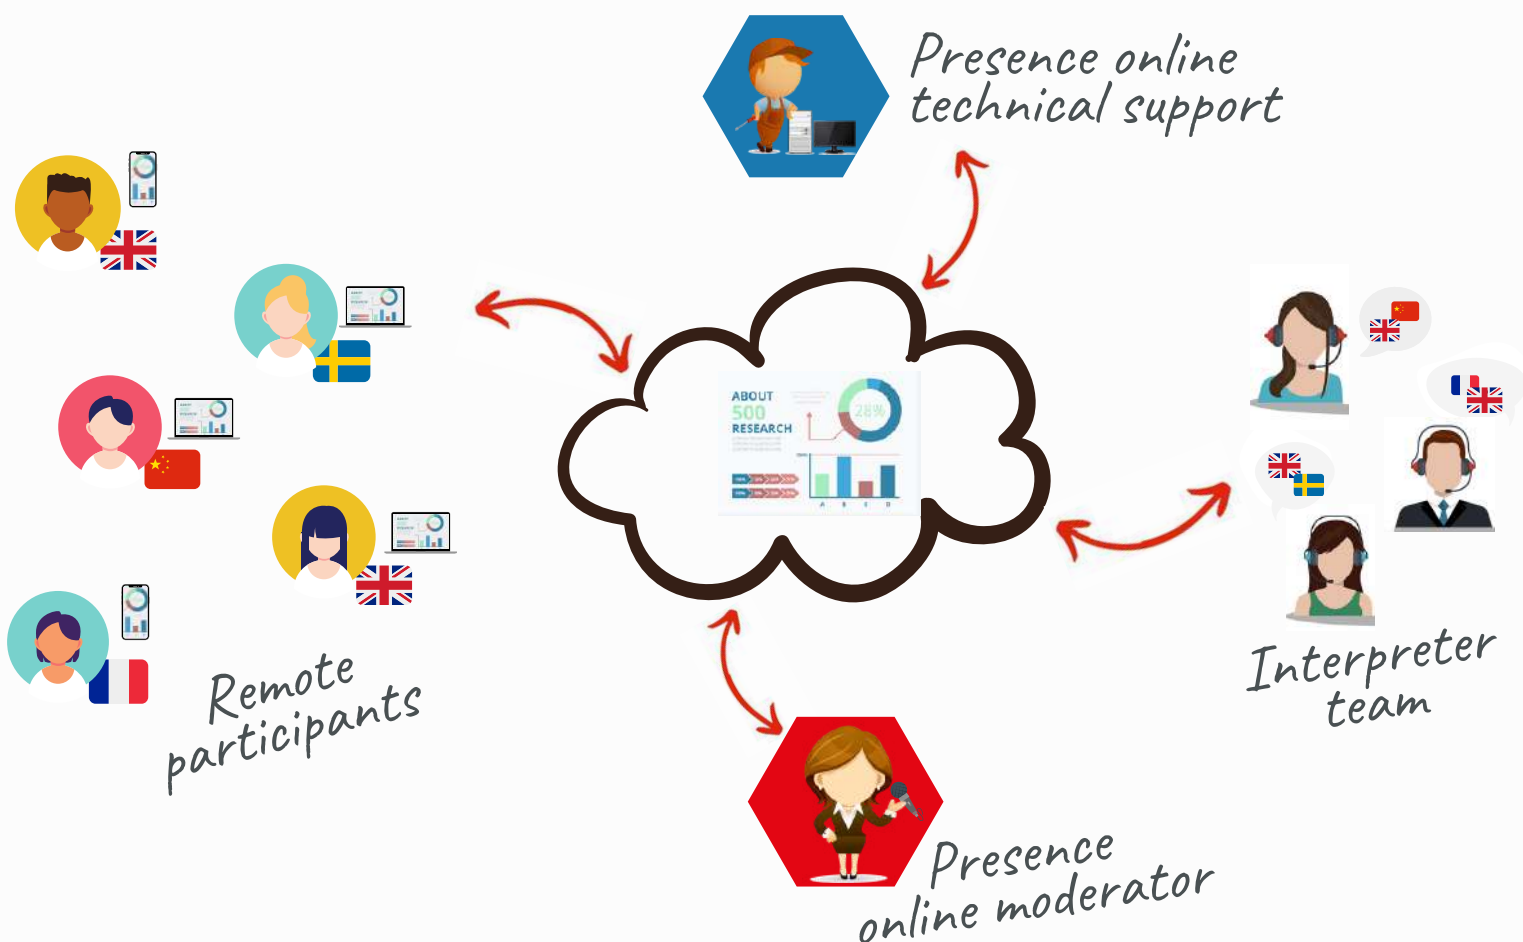 Presence online
technical support
ABOUT
500
RESEARCH
28%
A B C D
Remote
participants
Interpreter
team
Presence
online moderator